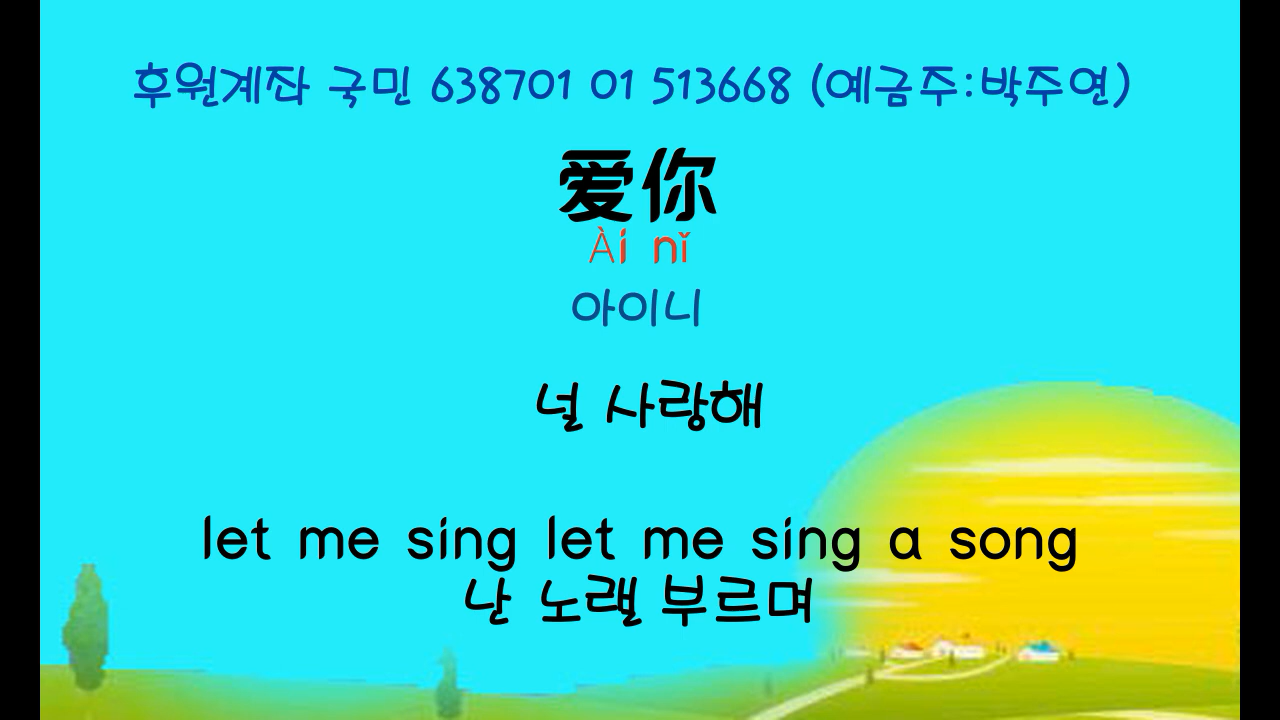 후원계좌 국민 638701 01 513668 (예금주:박주연)
爱你
Ài nǐ
아이니
널 사랑해
let me sing let me sing a song
난 노랠 부르며